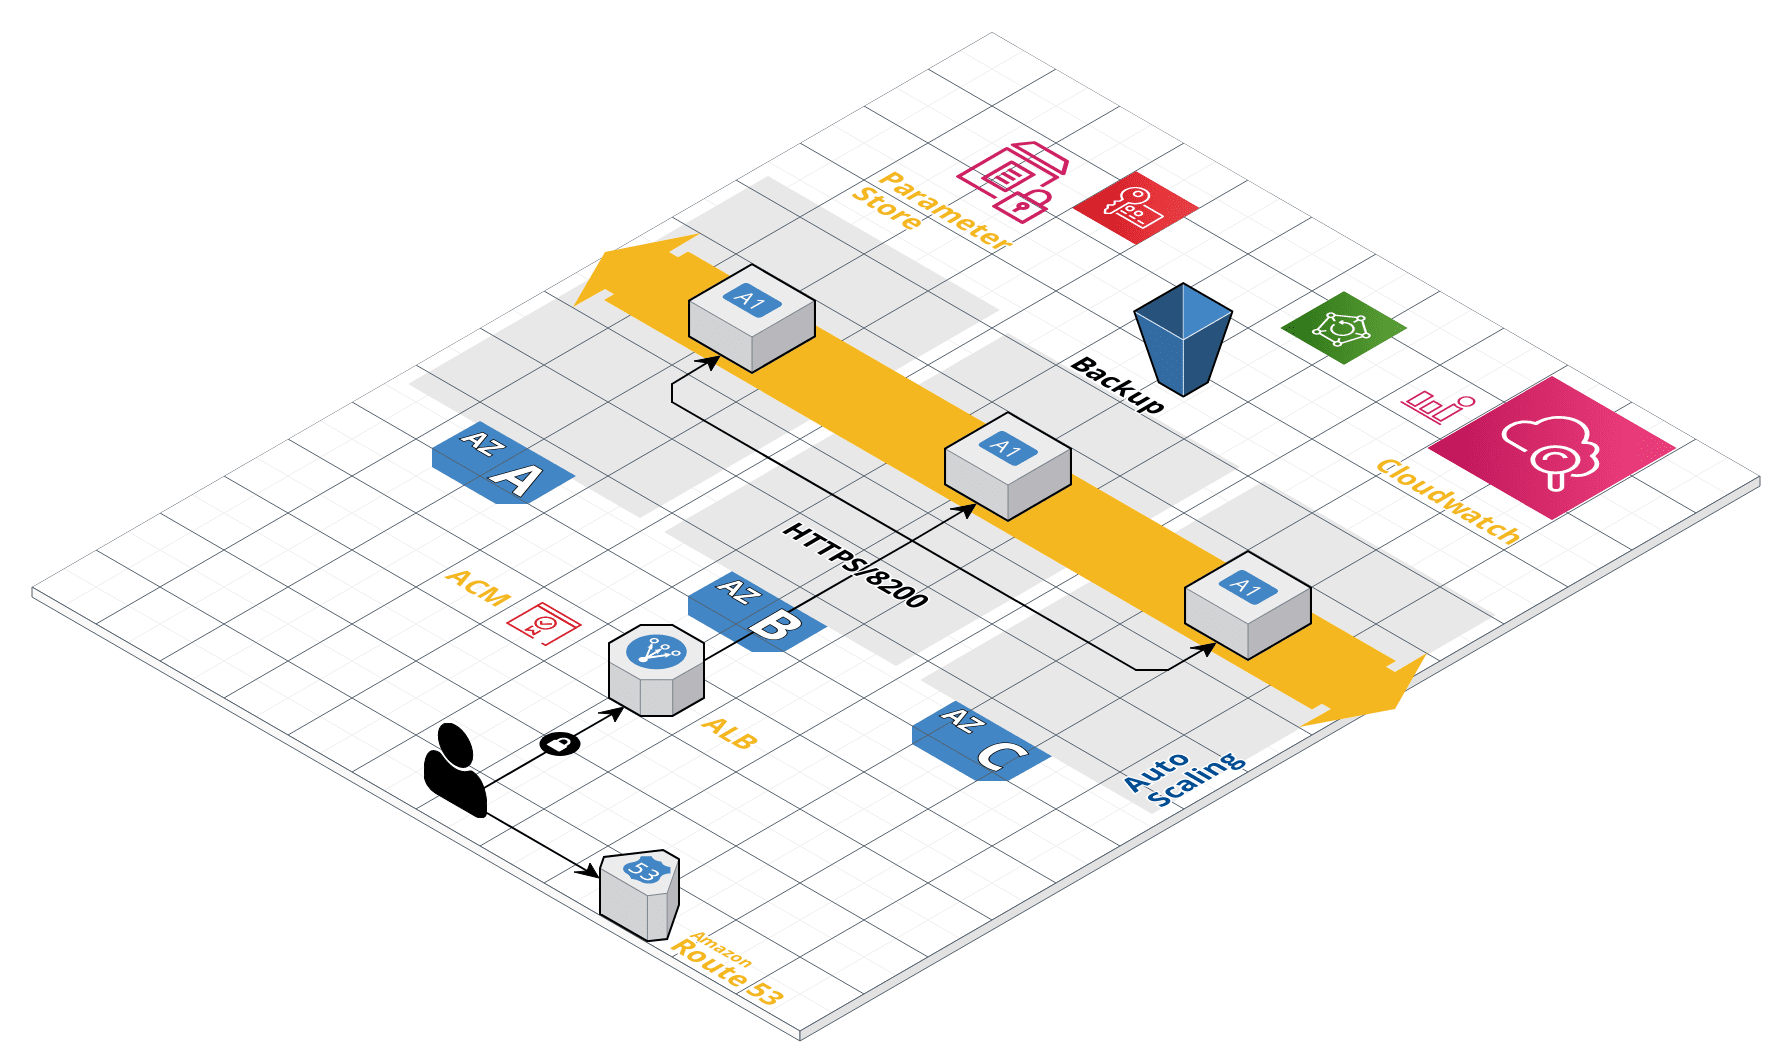 Parameter
Store
A1
Backup
A1
Cloudwatch
AZ A
HTTPS/8200
A1
ACM
AZ B
ALB
AZ C
Auto
Scaling
53
Amazon
Route 53